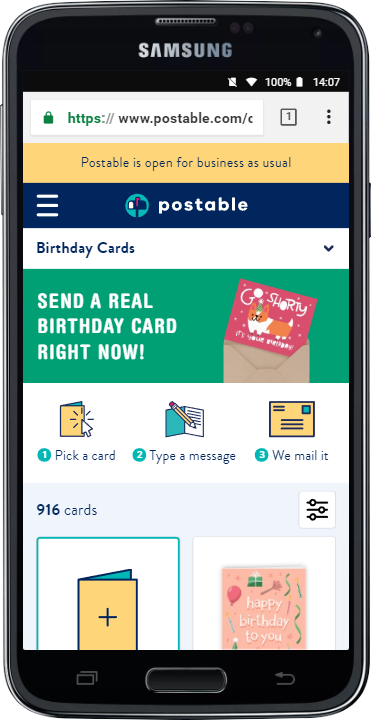 SAMSUNG
100% 14:07
https:// www.postable.com/c
1
Postable is open for business as usual
postable
Birthday Cards
SEND A REAL
BIRTHDAY CARD
RIGHT NOW!
GO SHORTY
IT'S YOUR BIRTHDAY!
1 Pick a card
2 Type a message
3 We mail it
916 cards
happy
birthday
to you